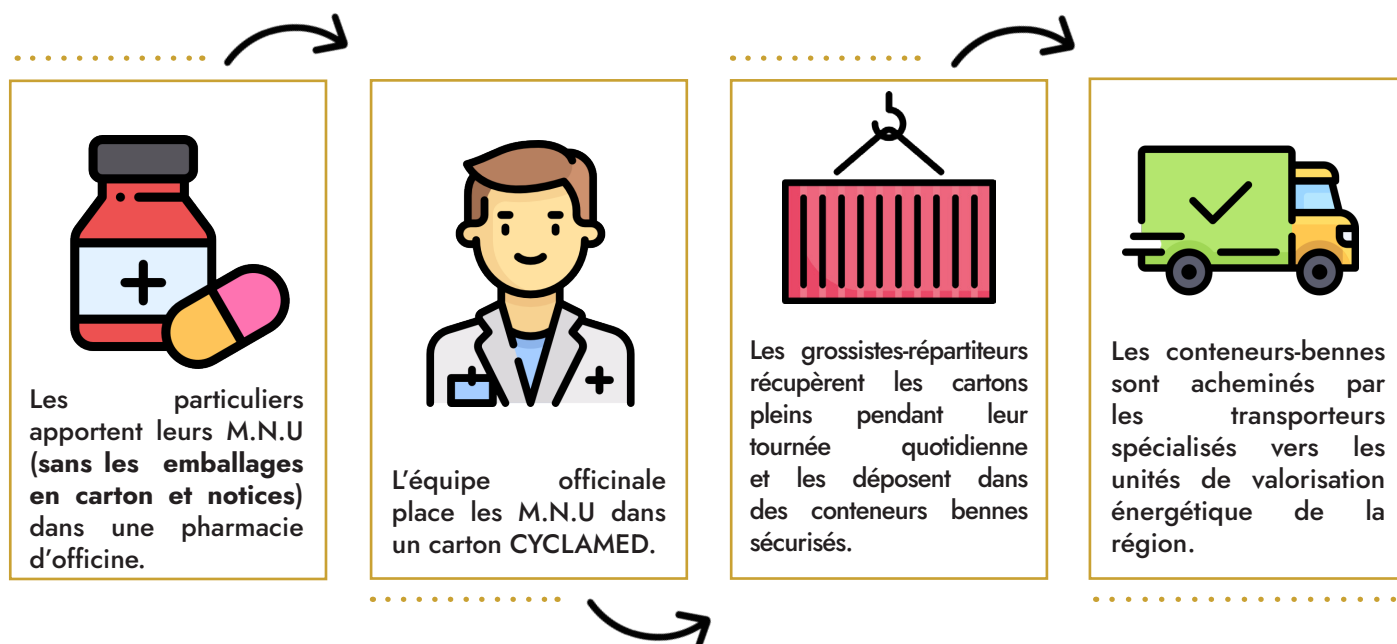 Les particuliers
apportent leurs M.N.U
(sans les emballages
en carton et notices)
dans une pharmacie
d’officine.
L’équipe officinale
place les M.N.U dans
un carton CYCLAMED.
Les grossistes-répartiteurs
récupèrent les cartons
pleins pendant leur
tournée quotidienne
et les déposent dans
des conteneurs bennes
sécurisés.
Les conteneurs-bennes
sont acheminés par
les transporteurs
spécialisés vers les
unités de valorisation
énergétique de la
région.